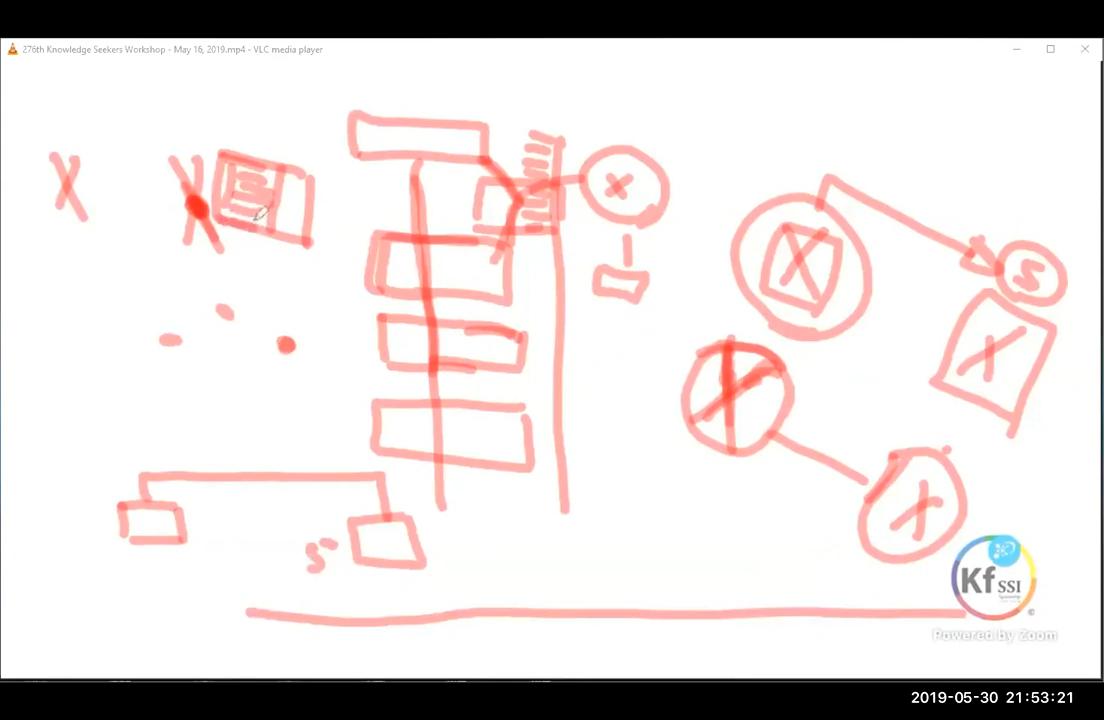 276th Knowledge Seekers Workshop - May 16, 2019.mp4 - VLC media player
X
X
x
X
S
X
X
X
S
Kf SSI
©
Powered by Zoom
2019-05-30 21:53:21